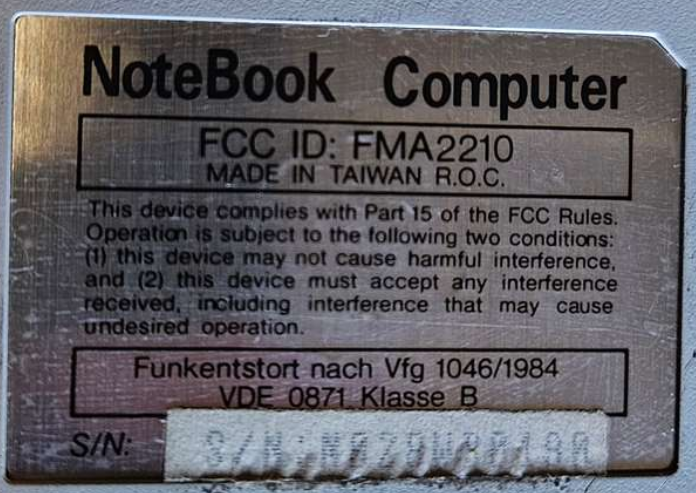 NoteBook Computer
FCC ID: FMA2210
MADE IN TAIWAN R.O.C.
This device complies with Part 15 of the FCC Rules.
Operation is subject to the following two conditions:
(1) this device may not cause harmful interference,
and (2) this device must accept any interference
received, including interference that may cause
undesired operation.
Funkentstort nach Vfg 1046/1984
VDE 0871 Klasse B
S/N:
S/N: